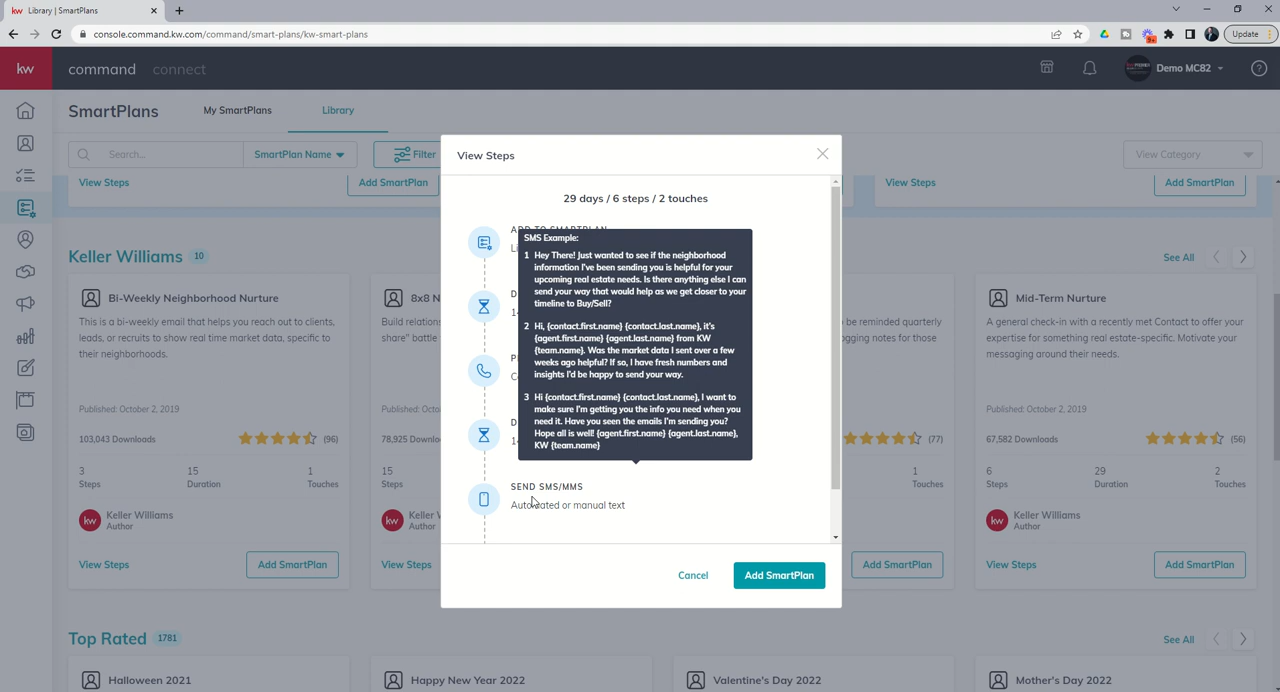 Library | SmartPlans
console.command.kw.com/command/smart-plans/kw-smart-plans
9+
Update
kw
command
connect
Demo MC82
SmartPlans
My SmartPlans
Library
Search...
SmartPlan Name
Filter
View Category
View Steps
Add SmartPlan
View Steps
Add SmartPlan
Keller Williams 10
See All
Bi-Weekly Neighborhood Nurture
This is a bi-weekly email that helps you reach out to clients,
leads, or recruits to show real time market data, specific to
their neighborhoods.
Published: October 2, 2019
103,043 Downloads
(96)
3
Steps
15
Duration
1
Touches
kw
Keller Williams
Author
View Steps
Add SmartPlan
8x8 N
Build relation
share" battle
Published: Octo
78,925 Downlo
15
Steps
kw
Keller
Author
View Steps
be reminded quarterly
ogging notes for those
(77)
1
Touches
Add SmartPlan
Mid-Term Nurture
A general check-in with a recently met Contact to offer your
expertise for something real estate-specific. Motivate your
messaging around their needs.
Published: October 2, 2019
67,582 Downloads
(56)
6
Steps
29
Duration
2
Touches
kw
Keller Williams
Author
View Steps
Add SmartPlan
Top Rated 1781
See All
Halloween 2021
Happy New Year 2022
Valentine's Day 2022
Mother's Day 2022
View Steps
29 days / 6 steps / 2 touches
ADD TO SMARTPLAN
SMS Example:
1 Hey There! Just wanted to see if the neighborhood
information I've been sending you is helpful for your
upcoming real estate needs. Is there anything else I can
send your way that would help as we get closer to your
timeline to Buy/Sell?
2 Hi, {contact.first.name} {contact.last.name}, it's
{agent.first.name} {agent.last.name} from KW
{team.name}. Was the market data I sent over a few
weeks ago helpful? If so, I have fresh numbers and
insights I'd be happy to send your way.
3 Hi {contact.first.name} {contact.last.name}, I want to
make sure I'm getting you the info you need when you
need it. Have you seen the emails I'm sending you?
Hope all is well! {agent.first.name} {agent.last.name},
KW {team.name}
SEND SMS/MMS
Automated or manual text
Cancel
Add SmartPlan